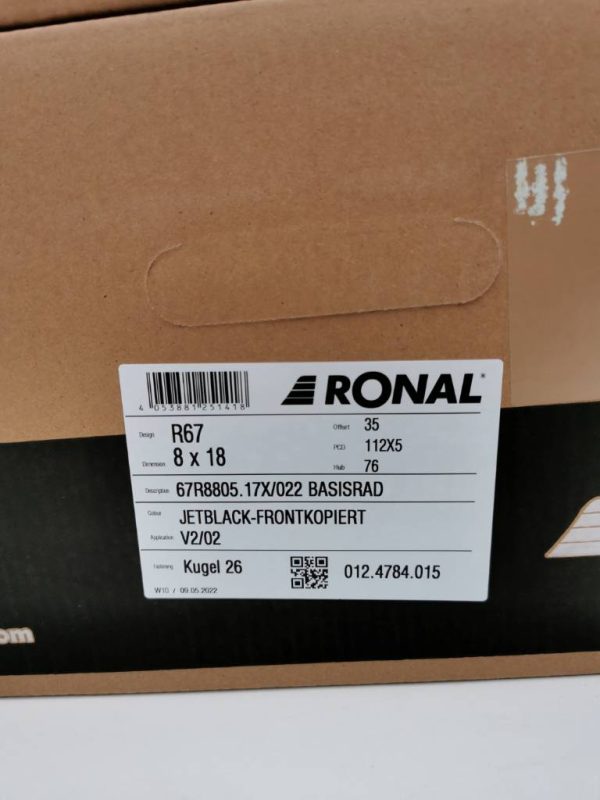 RONAL
4 053881 251418
Design R67
Offset 35
PCD 112X5
Dimension 8 x 18
Hub 76
Description 67R8805.17X/022 BASISRAD
Colour JETBLACK-FRONTKOPIERT
Application V2/02
Fastening Kugel 26
012.4784.015
W10 / 09.05.2022
om